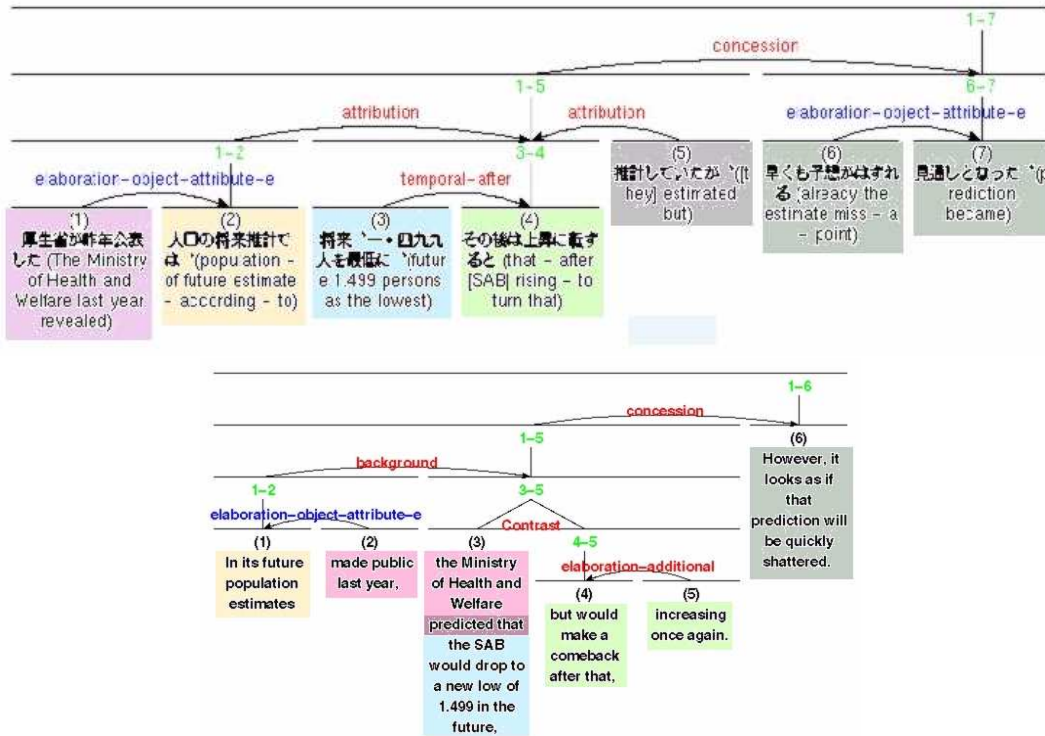 1-7
concession
1-5
6-7
attribution
attribution
elaboration-object-attribute-e
1-2
3-4
elaboration-object-attribute-e
temporal-after
(1)
厚生省が昨年公表
した (The Ministry
of Health and
Welfare last year
revealed)
(2)
人口の将来推計で
は、(population -
of future estimate
- according - to)
(3)
将来、一・四九九
人を最低に、(futur
e 1.499 persons
as the lowest)
(4)
その後は上昇に転す
ると (that - after
[SAB] rising - to
turn that)
(5)
推計していたが、([t
hey] estimated
but)
(6)
早くも予想がはずれ
る (already the
estimate miss - a
- point)
(7)
見通しとなった、(p
rediction
became)
1-6
concession
1-5
(6)
However, it
looks as if
that
prediction will
be quickly
shattered.
background
1-2
3-5
elaboration-object-attribute-e
Contrast
4-5
(1)
In its future
population
estimates
(2)
made public
last year,
(3)
the Ministry
of Health and
Welfare
predicted that
the SAB
would drop to
a new low of
1.499 in the
future,
elaboration-additional
(4)
but would
make a
comeback
after that,
(5)
increasing
once again.